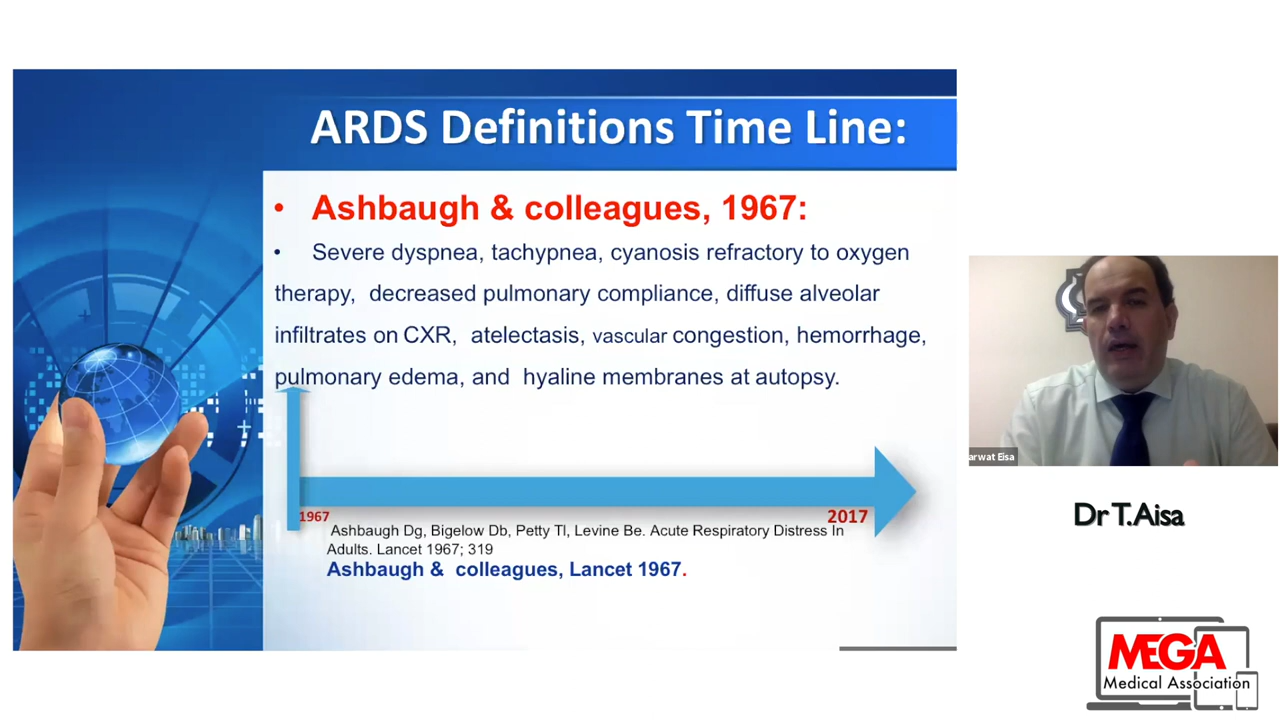 ARDS Definitions Time Line:
• Ashbaugh & colleagues, 1967:
• Severe dyspnea, tachypnea, cyanosis refractory to oxygen
therapy, decreased pulmonary compliance, diffuse alveolar
infiltrates on CXR, atelectasis, vascular congestion, hemorrhage,
pulmonary edema, and hyaline membranes at autopsy.
1967
2017
Ashbaugh Dg, Bigelow Db, Petty Tl, Levine Be. Acute Respiratory Distress In
Adults. Lancet 1967; 319
Ashbaugh & colleagues, Lancet 1967.
arwat Eisa
Dr T.Aisa
MEGA
Medical Association